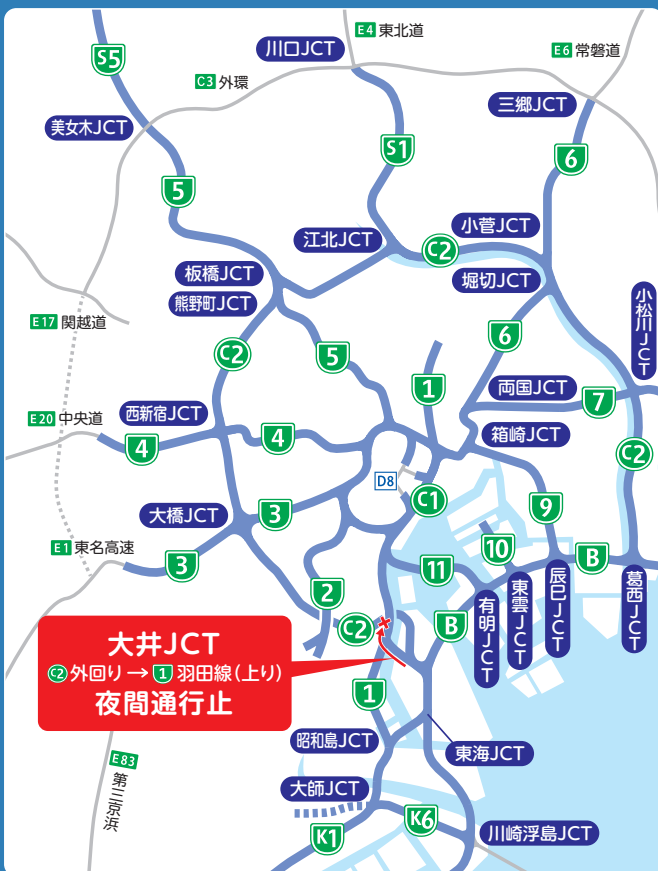 E4 東北道
川口JCT
S5
E6 常磐道
C3 外環
三郷JCT
美女木JCT
S1
6
5
小菅JCT
江北JCT
C2
板橋JCT
堀切JCT
熊野町JCT
小松川JCT
E17 関越道
6
C2
5
1
両国JCT
7
西新宿JCT
E20 中央道
4
4
箱崎JCT
C2
D8
C1
9
大橋JCT
3
10
E1 東名高速
B
3
11
辰巳JCT
東雲JCT
葛西JCT
有明JCT
2
C2
B
大井JCT
C2 外回り → 1 羽田線(上り)
夜間通行止
1
昭和島JCT
東海JCT
E83
第三京浜
大師JCT
K1
K6
川崎浮島JCT